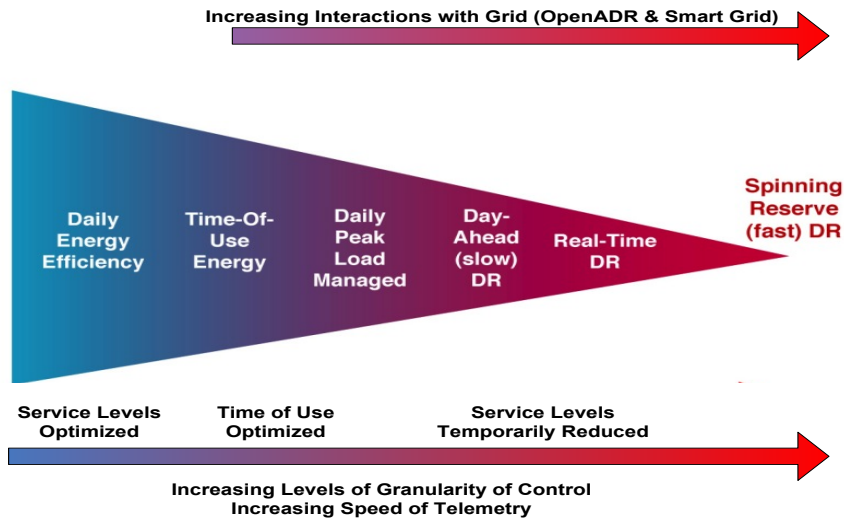 Increasing Interactions with Grid (OpenADR & Smart Grid)
Daily
Energy
Efficiency
Time-Of-
Use
Energy
Daily
Peak
Load
Managed
Day-
Ahead
(slow)
DR
Real-Time
DR
Spinning
Reserve
(fast) DR
Service Levels
Optimized
Time of Use
Optimized
Service Levels
Temporarily Reduced
Increasing Levels of Granularity of Control
Increasing Speed of Telemetry